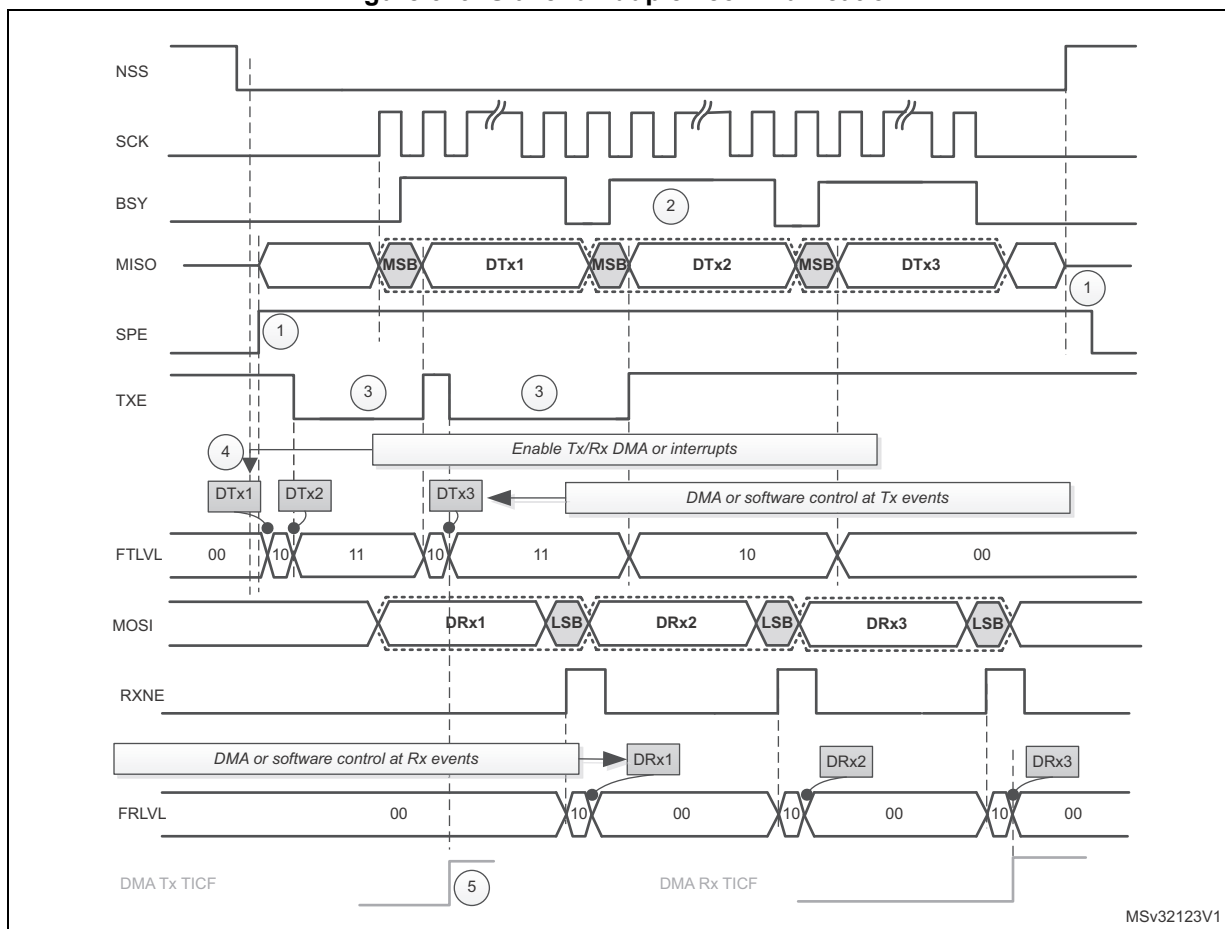 NSS
SCK
BSY
2
MISO
MSB
DTx1
MSB
DTx2
MSB
DTx3
1
SPE
1
TXE
3
3
4
Enable Tx/Rx DMA or interrupts
DTx1
DTx2
DTx3
DMA or software control at Tx events
FTLVL
00
10
11
10
11
10
00
MOSI
DRx1
LSB
DRx2
LSB
DRx3
LSB
RXNE
DMA or software control at Rx events
DRx1
DRx2
DRx3
FRLVL
00
10
00
10
00
10
00
DMA Tx TICF
5
DMA Rx TICF
MSv32123V1